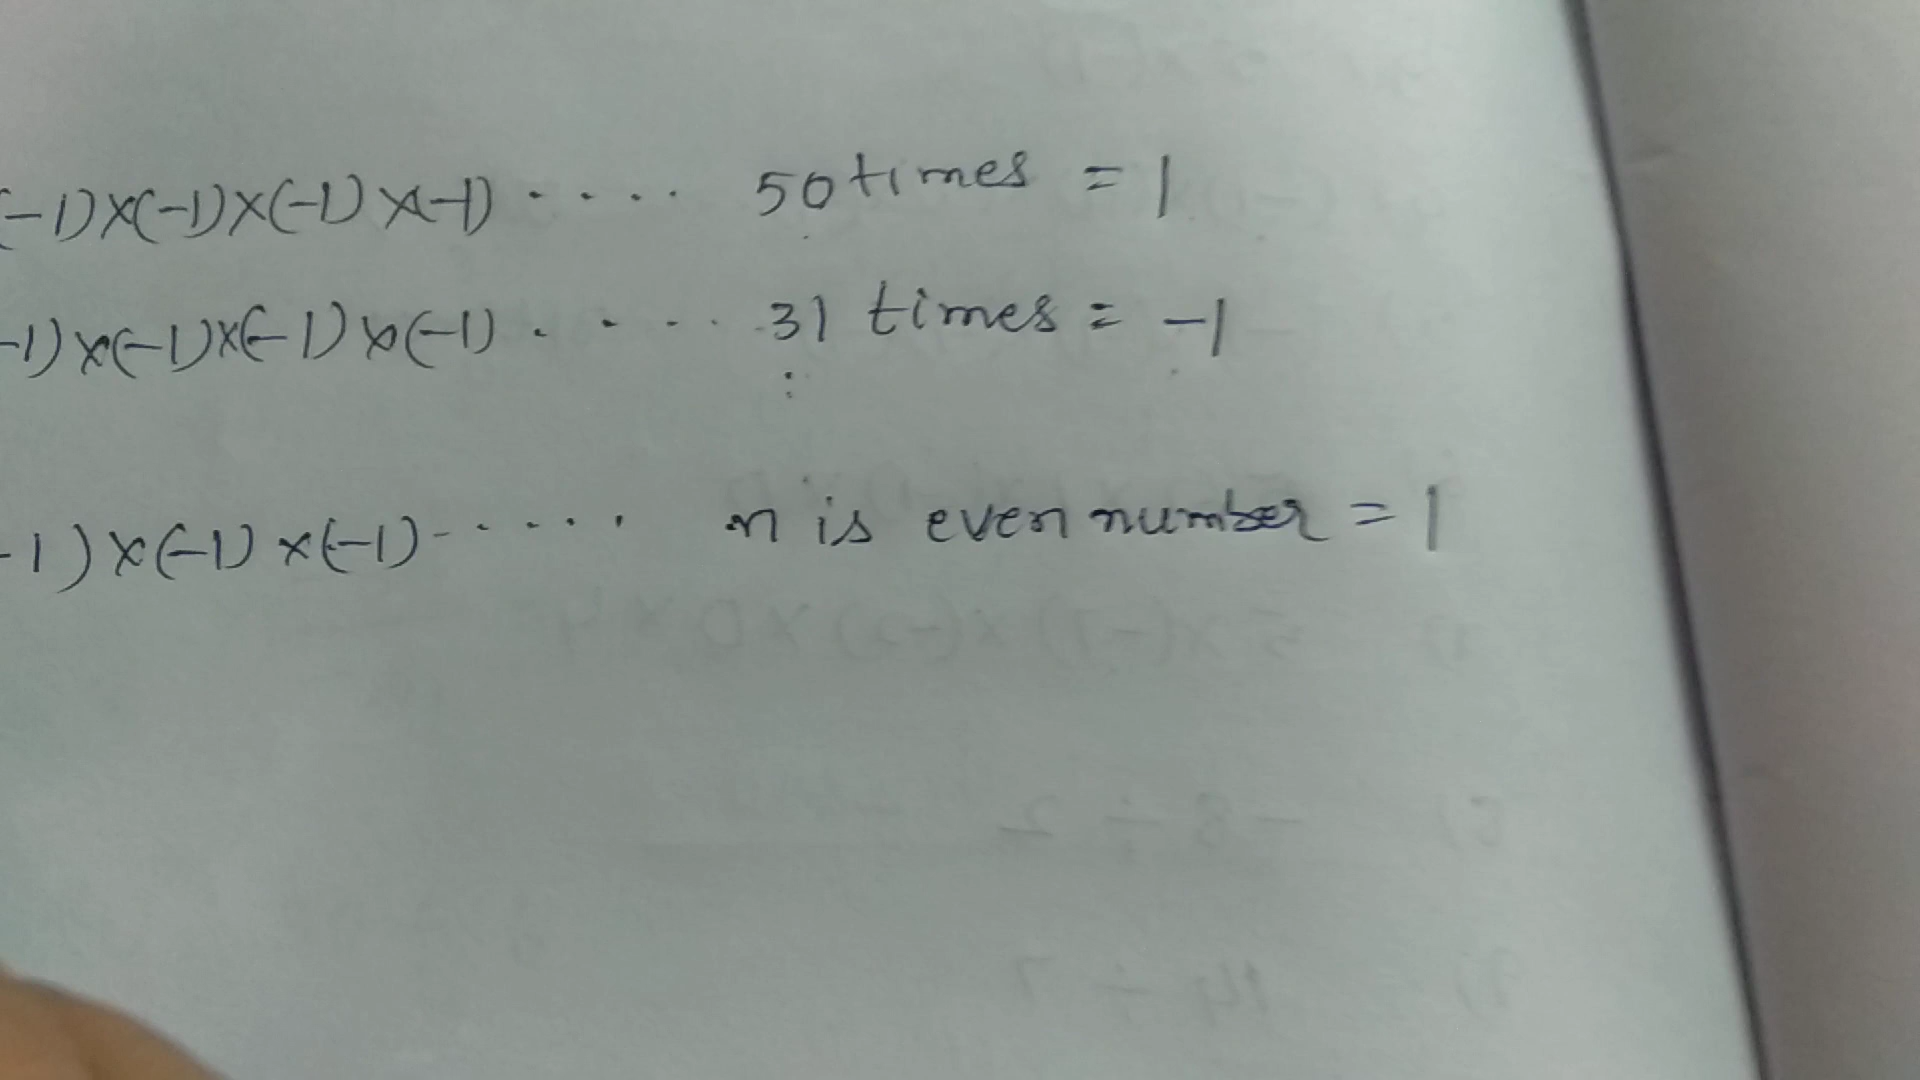 (-1)×(-1)×(-1)×(-1) ..... 50 times = 1
-1)×(-1)×(-1)×(-1) ..... 31 times = -1
-1)×(-1)×(-1)- ..... n is even number = 1